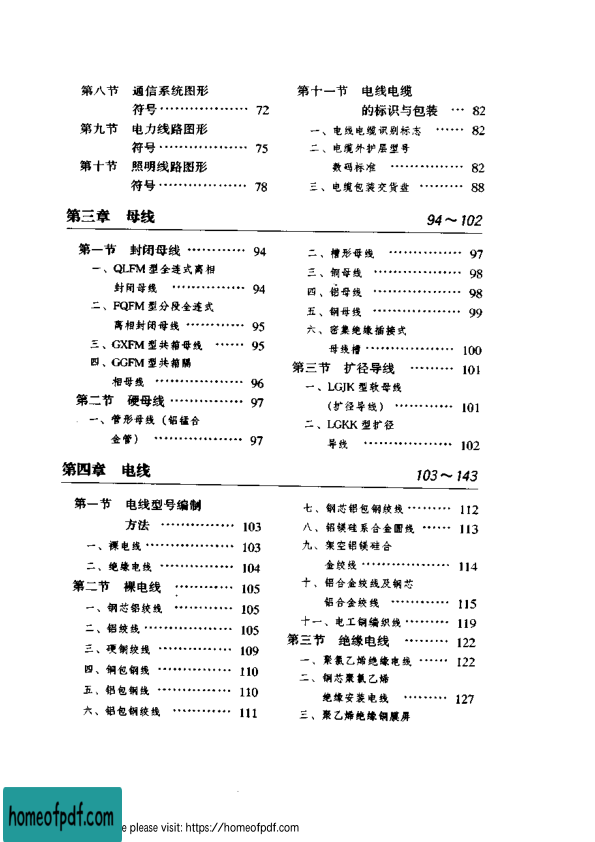 第八节 通信系统图形
符号 ……………… 72
第九节 电力线路图形
符号 ……………… 75
第十节 照明线路图形
符号 ……………… 78
第十一节 电线电缆
的标识与包装 … 82
一、电线电缆识别标志 …… 82
二、电缆外护层型号
数码标准 …………… 82
三、电缆包装交货盘 ……… 88
第三章 母线 94～102
第一节 封闭母线 ………… 94
一、QLFM 型全连式离相
封闭母线 …………… 94
二、FQFM 型分段全连式
离相封闭母线 ………… 95
三、GXFM 型共箱母线 …… 95
四、GGFM 型共箱隔
相母线 ……………… 96
第二节 硬母线 …………… 97
一、管形母线（铝锰合
金管） ……………… 97
二、槽形母线 …………… 97
三、铜母线 ……………… 98
四、铝母线 ……………… 98
五、钢母线 ……………… 99
六、密集绝缘插接式
母线槽 ……………… 100
第三节 扩径导线 ……… 101
一、LGJK 型软母线
（扩径导线） ………… 101
二、LGKK 型扩径
导线 ……………… 102
第四章 电线 103～143
第一节 电线型号编制
方法 …………… 103
一、裸电线 ……………… 103
二、绝缘电线 …………… 104
第二节 裸电线 ………… 105
一、钢芯铝绞线 ………… 105
二、铝绞线 ……………… 105
三、硬铜绞线 …………… 109
四、铜包钢线 …………… 110
五、铝包钢线 …………… 110
六、铝包钢绞线 ………… 111
七、钢芯铝包钢绞线 ……… 112
八、铝镁硅系合金圆线 …… 113
九、架空铝镁硅合
金绞线 ……………… 114
十、铝合金绞线及钢芯
铝合金绞线 ………… 115
十一、电工铜编织线 ……… 119
第三节 绝缘电线 ……… 122
一、聚氯乙烯绝缘电线 …… 122
二、铜芯聚氯乙烯
绝缘安装电线 ……… 127
三、聚乙烯绝缘铜膜屏
homeofpdf.com
e please visit: https://homeofpdf.com